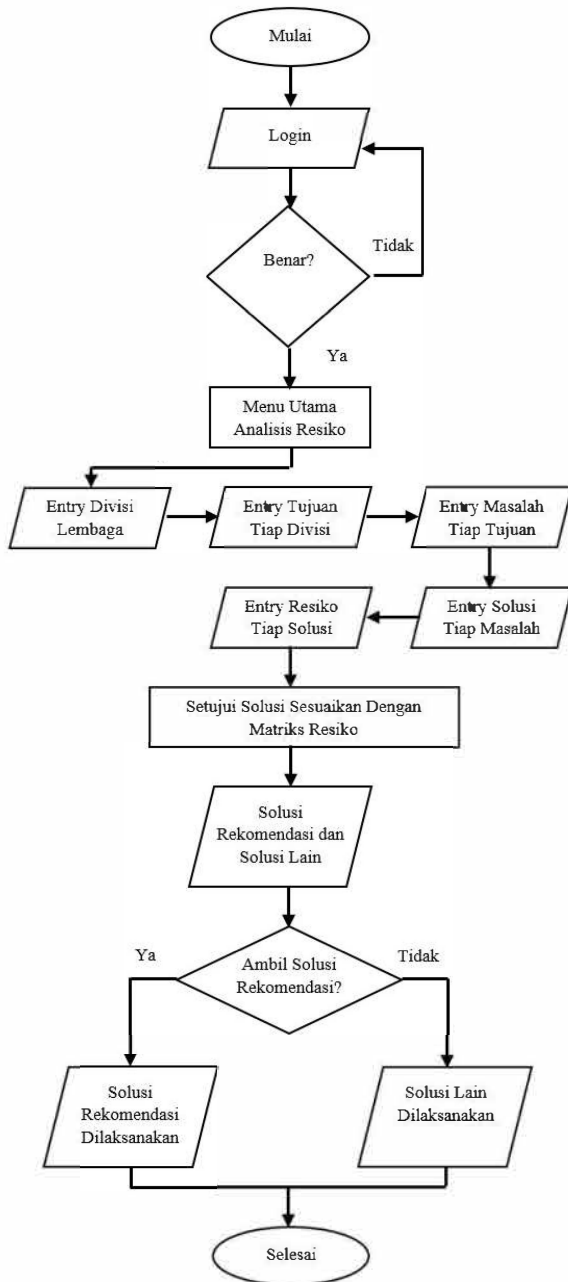 Mulai
Login
Benar?
Tidak
Ya
Menu Utama
Analisis Resiko
Entry Divisi
Lembaga
Entry Tujuan
Tiap Divisi
Entry Masalah
Tiap Tujuan
Entry Solusi
Tiap Masalah
Entry Resiko
Tiap Solusi
Setujui Solusi Sesuaikan Dengan
Matriks Resiko
Solusi
Rekomendasi dan
Solusi Lain
Ambil Solusi
Rekomendasi?
Ya
Tidak
Solusi
Rekomendasi
Dilaksanakan
Solusi Lain
Dilaksanakan
Selesai